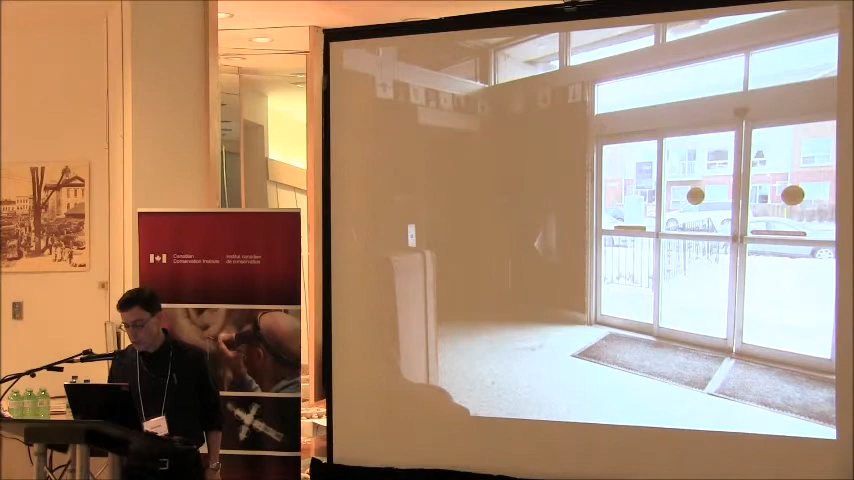 Canadian
Conservation Institute
Institut canadien
de conservation